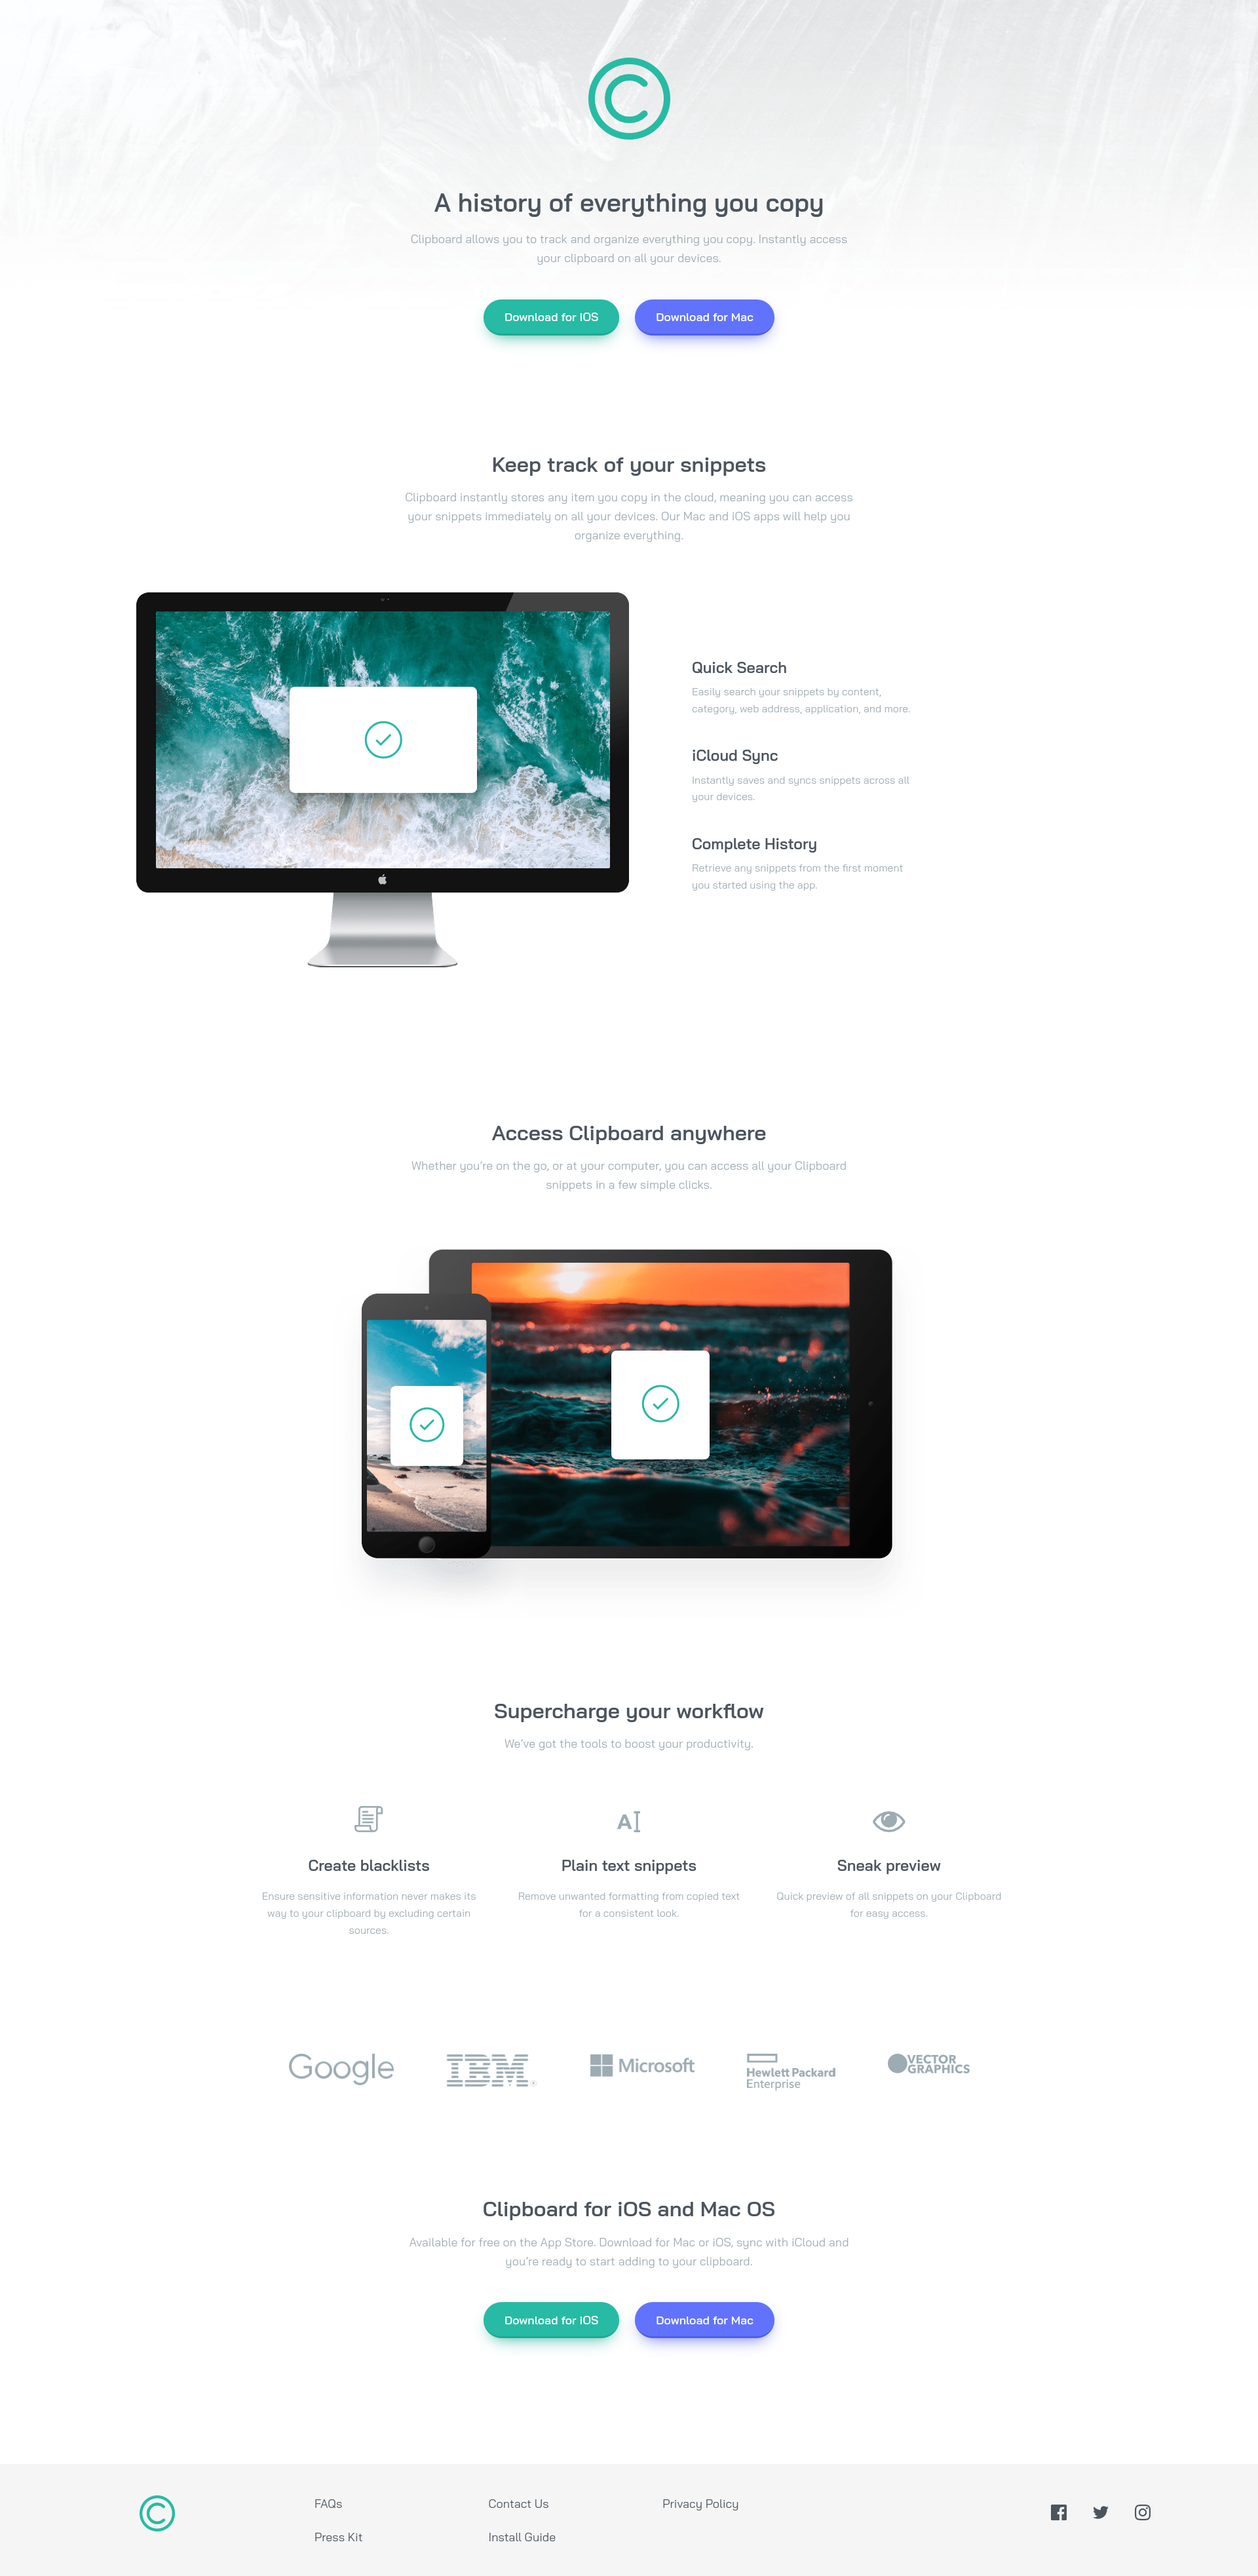 A history of everything you copy
Clipboard allows you to track and organize everything you copy. Instantly access
your clipboard on all your devices.
Download for iOS
Download for Mac
Keep track of your snippets
Clipboard instantly stores any item you copy in the cloud, meaning you can access
your snippets immediately on all your devices. Our Mac and iOS apps will help you
organize everything.
Quick Search
Easily search your snippets by content,
category, web address, application, and more.
iCloud Sync
Instantly saves and syncs snippets across all
your devices.
Complete History
Retrieve any snippets from the first moment
you started using the app.
Access Clipboard anywhere
Whether you’re on the go, or at your computer, you can access all your Clipboard
snippets in a few simple clicks.
Supercharge your workflow
We’ve got the tools to boost your productivity.
Create blacklists
Ensure sensitive information never makes its
way to your clipboard by excluding certain
sources.
Plain text snippets
Remove unwanted formatting from copied text
for a consistent look.
Sneak preview
Quick preview of all snippets on your Clipboard
for easy access.
Google
IBM
Microsoft
Hewlett Packard
Enterprise
VECTOR
GRAPHICS
Clipboard for iOS and Mac OS
Available for free on the App Store. Download for Mac or iOS, sync with iCloud and
you’re ready to start adding to your clipboard.
Download for iOS
Download for Mac
FAQs
Contact Us
Privacy Policy
Press Kit
Install Guide